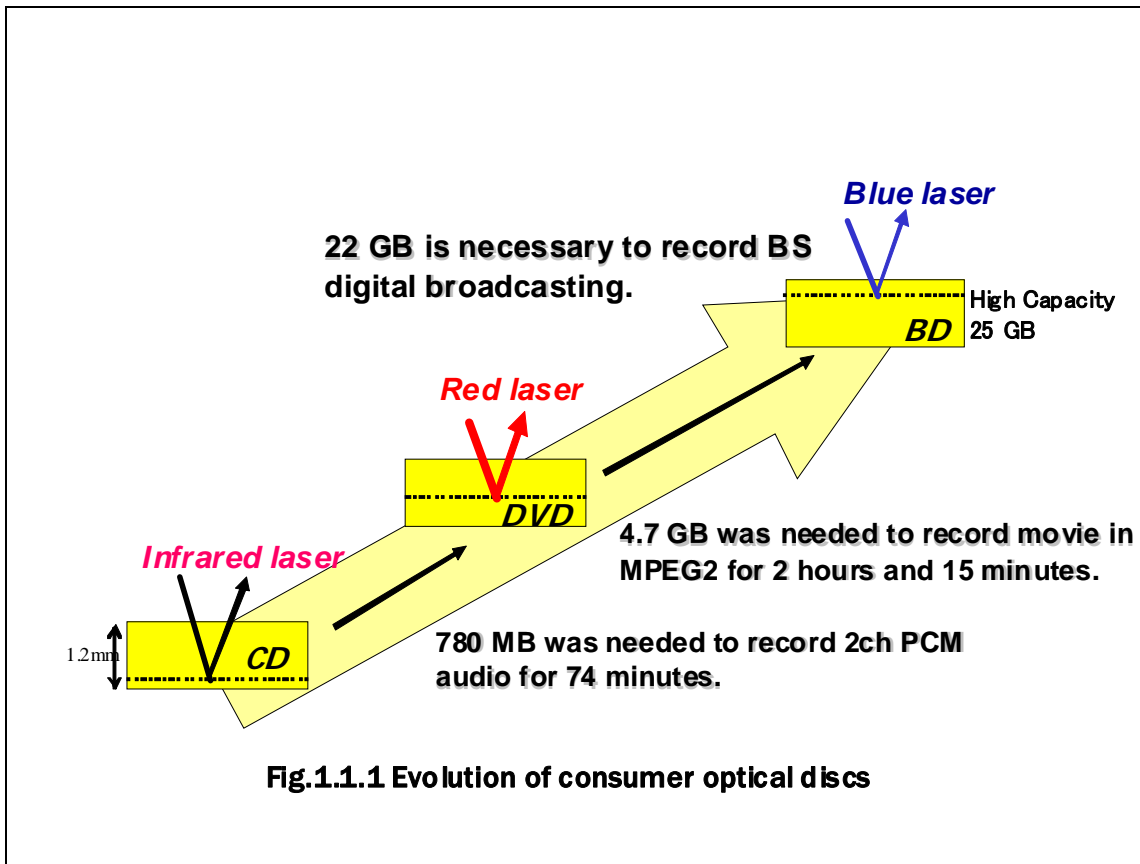 Blue laser
22 GB is necessary to record BS
digital broadcasting.
High Capacity
25 GB
BD
Red laser
DVD
4.7 GB was needed to record movie in
MPEG2 for 2 hours and 15 minutes.
Infrared laser
1.2mm
CD
780 MB was needed to record 2ch PCM
audio for 74 minutes.
Fig.1.1.1 Evolution of consumer optical discs